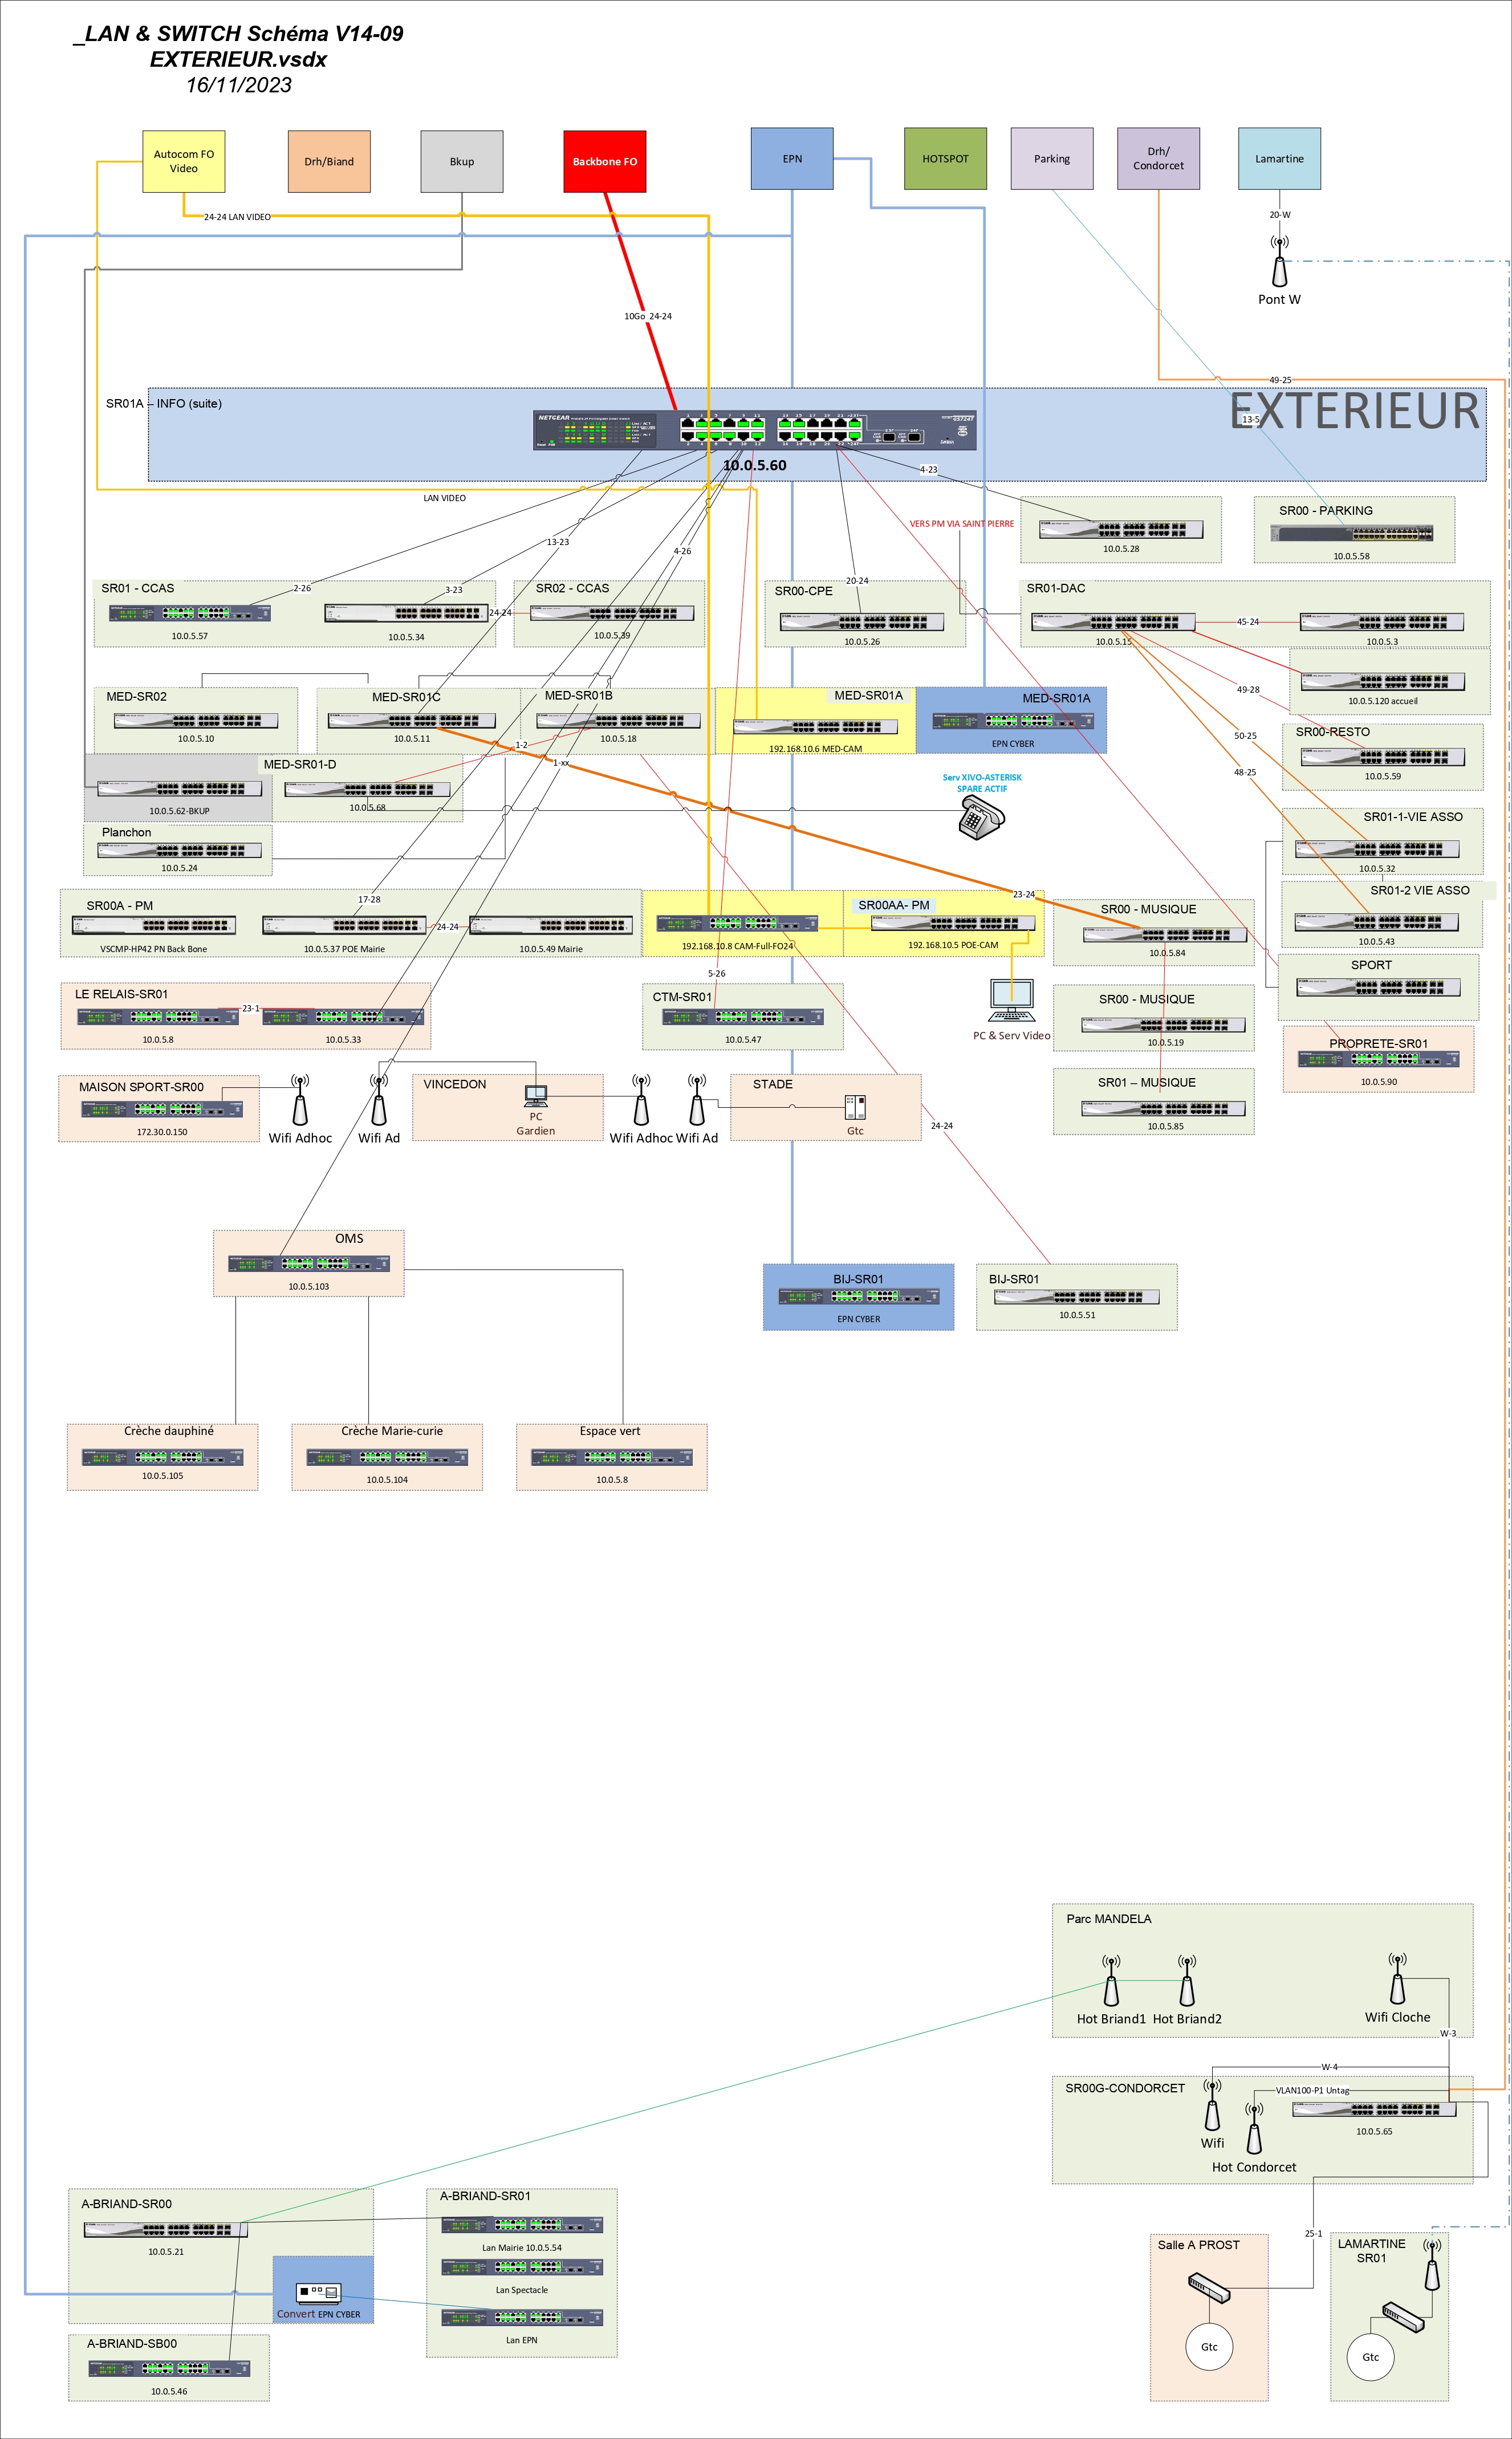 _LAN & SWITCH Schéma V14-09
EXTERIEUR.vsdx
16/11/2023
Autocom FO
Video
Drh/Biand
Bkup
Backbone FO
EPN
HOTSPOT
Parking
Drh/
Condorcet
Lamartine
24-24 LAN VIDEO
20-W
Pont W
10Go 24-24
49-25
SR01A – INFO (suite)
EXTERIEUR
13-5
NETGEAR
10.0.5.60
4-23
LAN VIDEO
VERS PM VIA SAINT PIERRE
10.0.5.28
SR00 - PARKING
10.0.5.58
13-23
4-26
SR01 - CCAS
2-26
3-23
10.0.5.57
10.0.5.34
24-24
SR02 - CCAS
10.0.5.39
20-24
SR00-CPE
10.0.5.26
SR01-DAC
10.0.5.15
45-24
10.0.5.3
49-28
10.0.5.120 accueil
MED-SR02
10.0.5.10
MED-SR01C
10.0.5.11
MED-SR01B
10.0.5.18
MED-SR01A
192.168.10.6 MED-CAM
MED-SR01A
EPN CYBER
50-25
SR00-RESTO
10.0.5.59
1-2
1-xx
48-25
MED-SR01-D
10.0.5.62-BKUP
10.0.5.68
Serv XIVO-ASTERISK
SPARE ACTIF
Planchon
10.0.5.24
SR01-1-VIE ASSO
10.0.5.32
SR01-2 VIE ASSO
10.0.5.43
17-28
23-24
SR00A - PM
VSCMP-HP42 PN Back Bone
10.0.5.37 POE Mairie
24-24
10.0.5.49 Mairie
192.168.10.8 CAM-Full-FO24
SR00AA- PM
192.168.10.5 POE-CAM
SR00 - MUSIQUE
10.0.5.84
SPORT
5-26
LE RELAIS-SR01
23-1
10.0.5.8
10.0.5.33
CTM-SR01
10.0.5.47
PC & Serv Video
SR00 - MUSIQUE
10.0.5.19
PROPRETE-SR01
10.0.5.90
MAISON SPORT-SR00
172.30.0.150
Wifi Adhoc
Wifi Ad
VINCEDON
PC
Gardien
Wifi Adhoc
Wifi Ad
STADE
Gtc
SR01 – MUSIQUE
10.0.5.85
24-24
OMS
10.0.5.103
BIJ-SR01
EPN CYBER
BIJ-SR01
10.0.5.51
Crèche dauphiné
10.0.5.105
Crèche Marie-curie
10.0.5.104
Espace vert
10.0.5.8
Parc MANDELA
Hot Briand1
Hot Briand2
Wifi Cloche
W-3
W-4
SR00G-CONDORCET
VLAN100-P1 Untag
10.0.5.65
Wifi
Hot Condorcet
A-BRIAND-SR00
10.0.5.21
Convert EPN CYBER
A-BRIAND-SR01
Lan Mairie 10.0.5.54
Lan Spectacle
Lan EPN
A-BRIAND-SB00
10.0.5.46
25-1
Salle A PROST
Gtc
LAMARTINE
SR01
Gtc